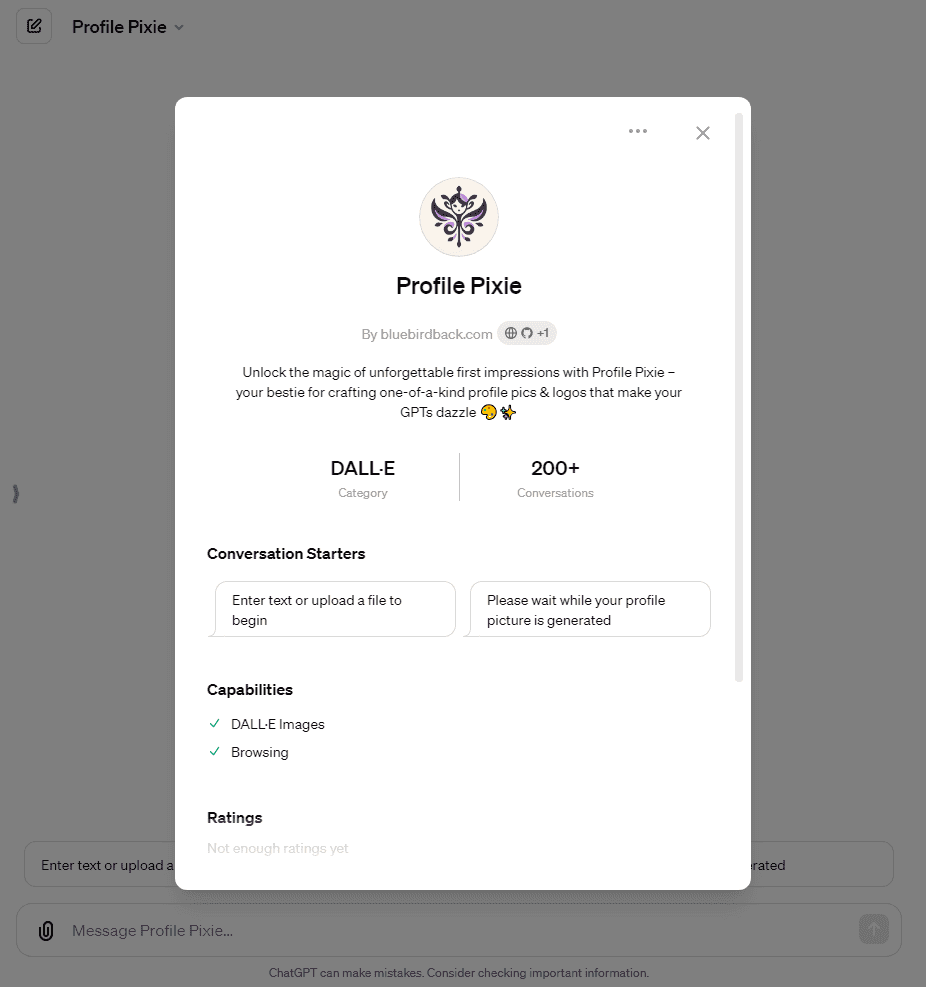 Profile Pixie
Profile Pixie
By bluebirdback.com +1
Unlock the magic of unforgettable first impressions with Profile Pixie –
your bestie for crafting one-of-a-kind profile pics & logos that make your
GPTs dazzle 🎨✨
DALL·E
Category
200+
Conversations
Conversation Starters
Enter text or upload a file to
begin
Please wait while your profile
picture is generated
Capabilities
DALL·E Images
Browsing
Ratings
Not enough ratings yet
Enter text or upload a
Message Profile Pixie...
ChatGPT can make mistakes. Consider checking important information.